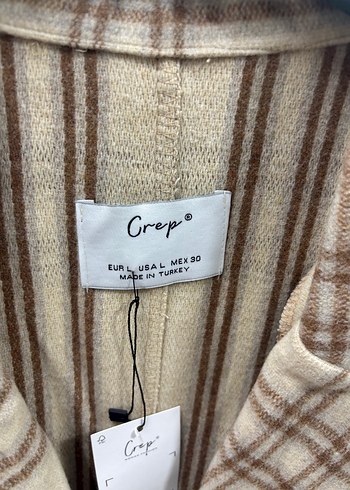 Crep®
EUR L USA L MEX 30
MADE IN TURKEY
Crep®